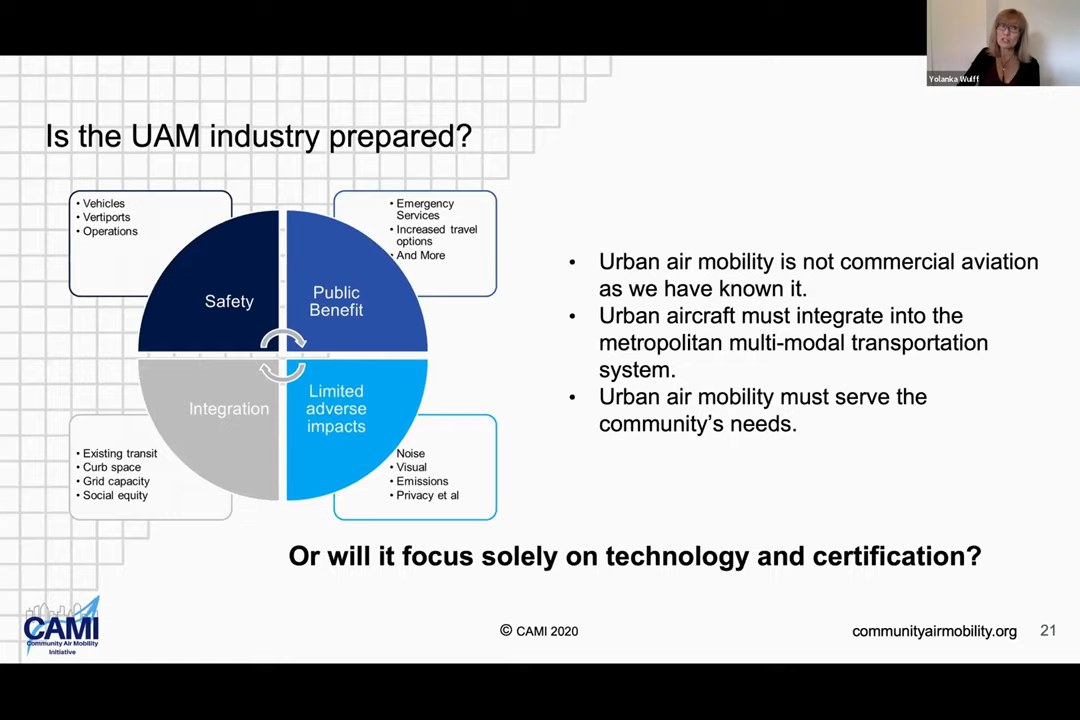 Yolanka Wulff
Is the UAM industry prepared?
• Vehicles
• Vertiports
• Operations
• Emergency
Services
• Increased travel
options
• And More
Safety
Public
Benefit
Integration
Limited
adverse
impacts
• Existing transit
• Curb space
• Grid capacity
• Social equity
Noise
• Visual
• Emissions
• Privacy et al
• Urban air mobility is not commercial aviation
as we have known it.
• Urban aircraft must integrate into the
metropolitan multi-modal transportation
system.
• Urban air mobility must serve the
community’s needs.
Or will it focus solely on technology and certification?
CAMI
Community Air Mobility
Initiative
© CAMI 2020
communityairmobility.org
21